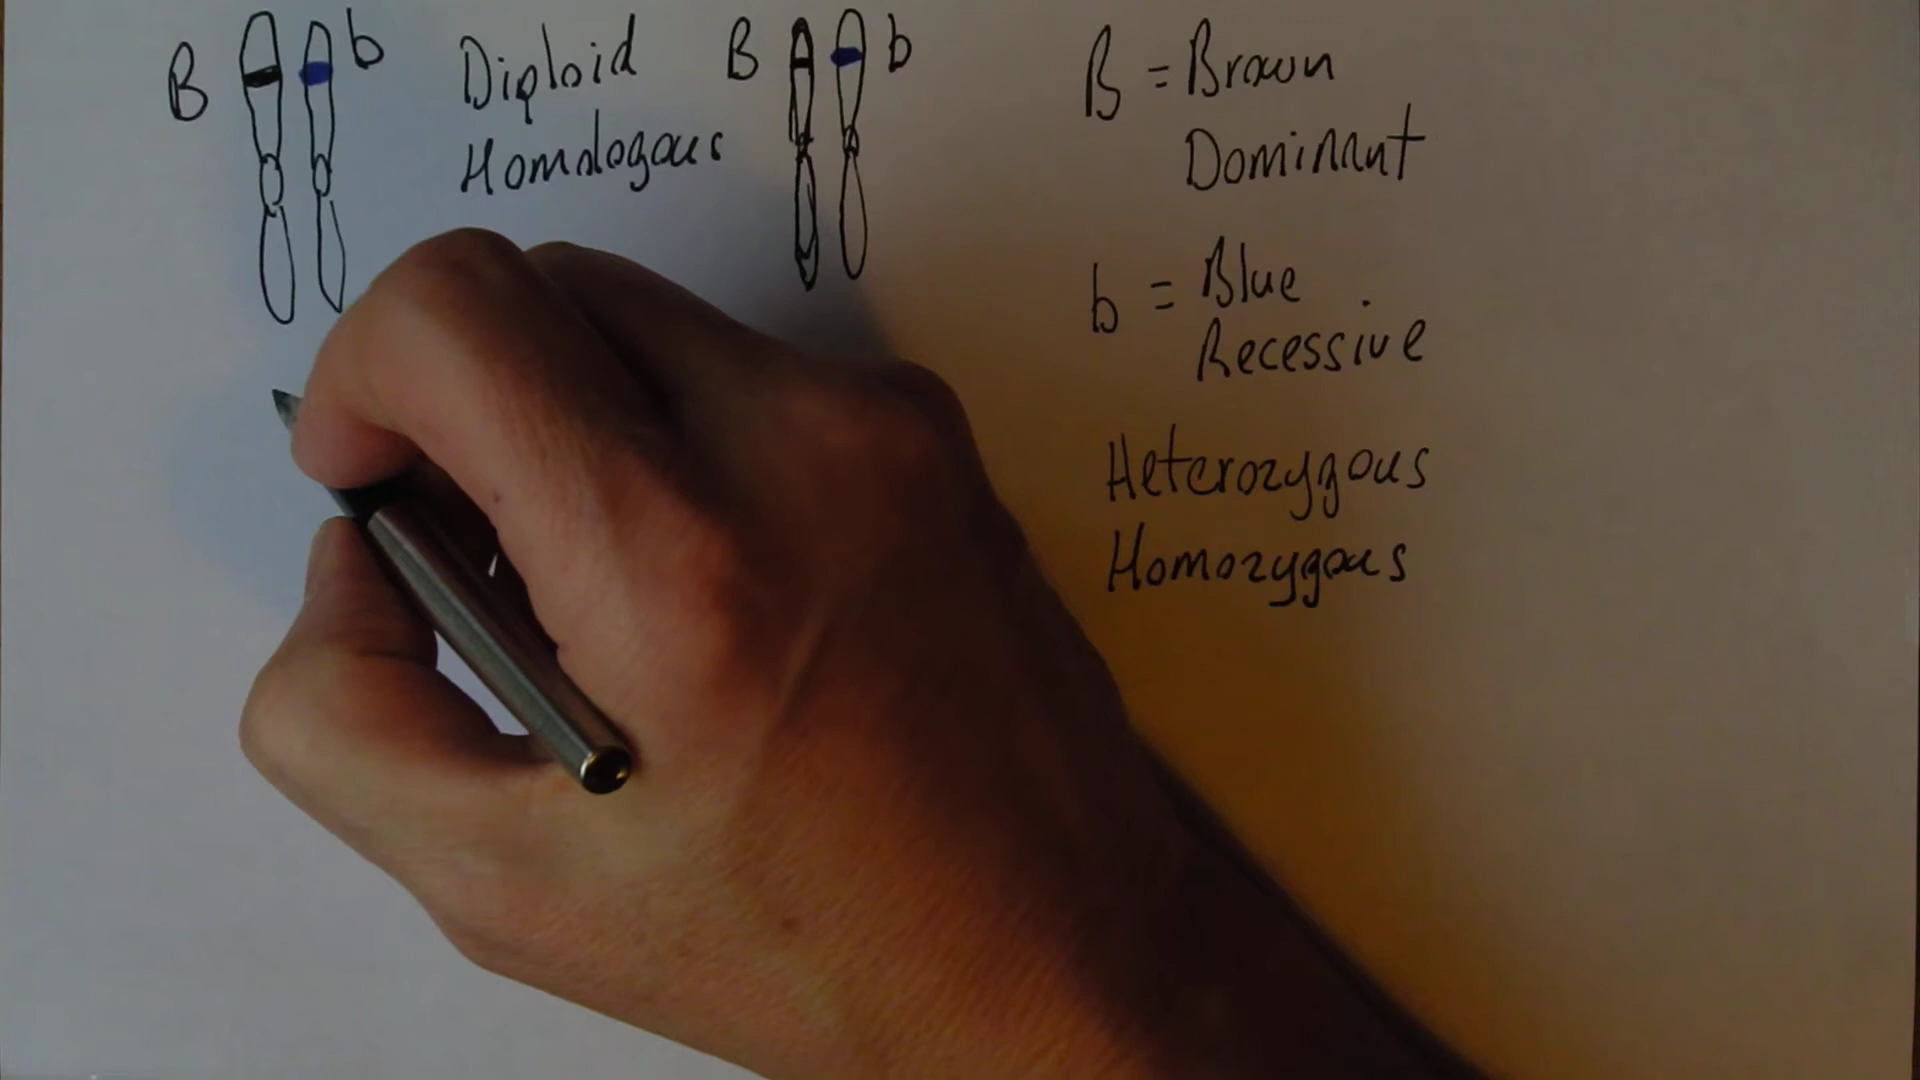 B b Diploid B b
Homologous
B = Brown
Dominant
b = Blue
Recessive
Heterozygous
Homozygous